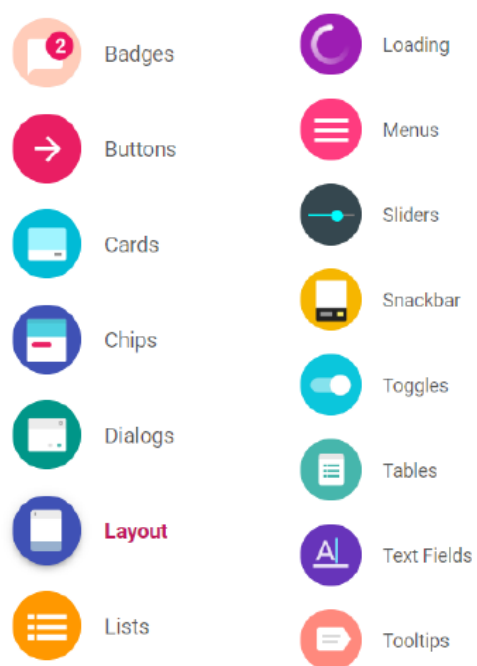 2
Badges
Buttons
Cards
Chips
Dialogs
Layout
Lists
Loading
Menus
Sliders
Snackbar
Toggles
Tables
A
Text Fields
Tooltips